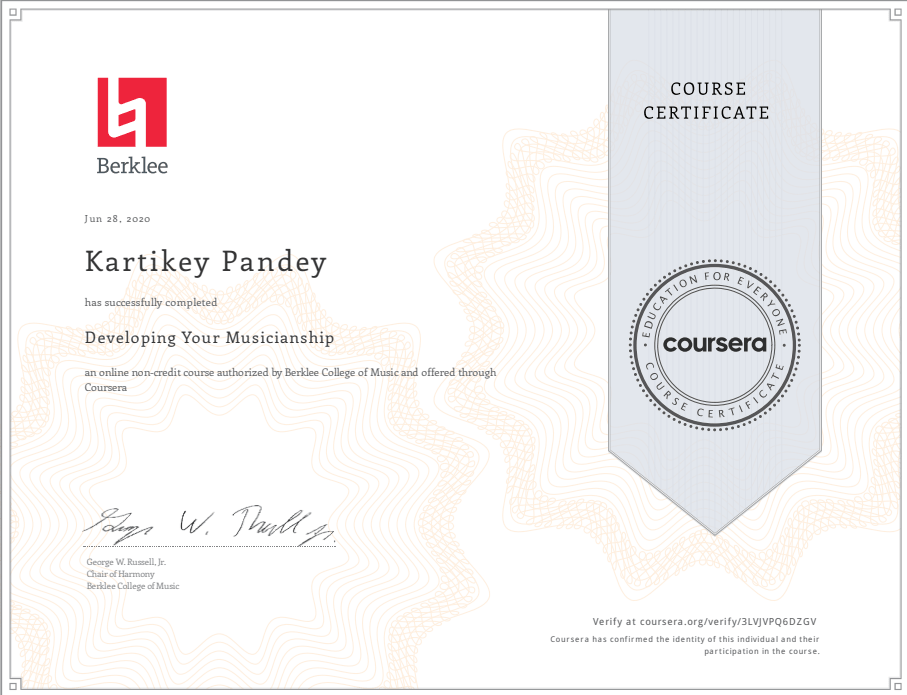 COURSE
CERTIFICATE
Berklee
Jun 28, 2020
Kartikey Pandey
has successfully completed
Developing Your Musicianship
an online non-credit course authorized by Berklee College of Music and offered through
Coursera
EDUCATION FOR EVERYONE
coursera
COURSE CERTIFICATE
George W. Russell, Jr.
Chair of Harmony
Berklee College of Music
Verify at coursera.org/verify/3LVJVPQ6DZGV
Coursera has confirmed the identity of this individual and their
participation in the course.